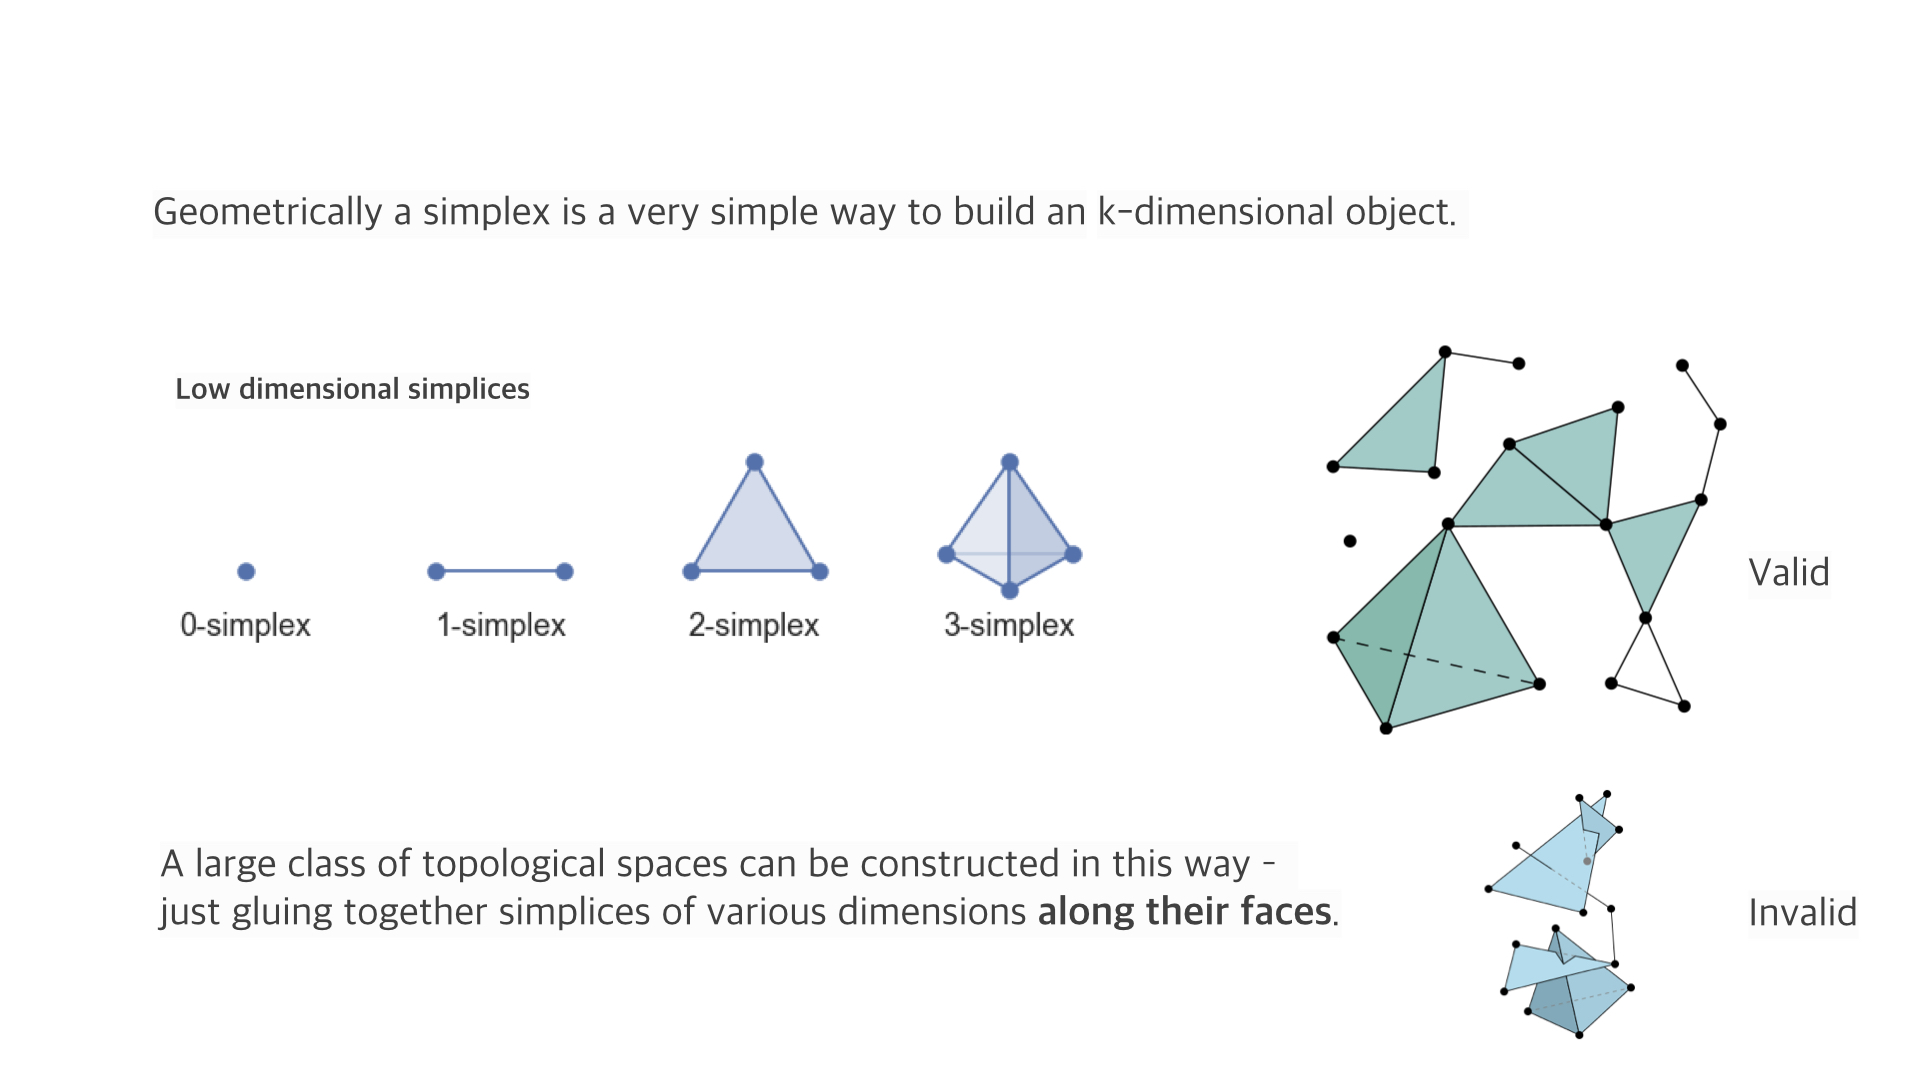 Geometrically a simplex is a very simple way to build an k-dimensional object.
Low dimensional simplices
0-simplex
1-simplex
2-simplex
3-simplex
Valid
A large class of topological spaces can be constructed in this way -
just gluing together simplices of various dimensions along their faces.
Invalid